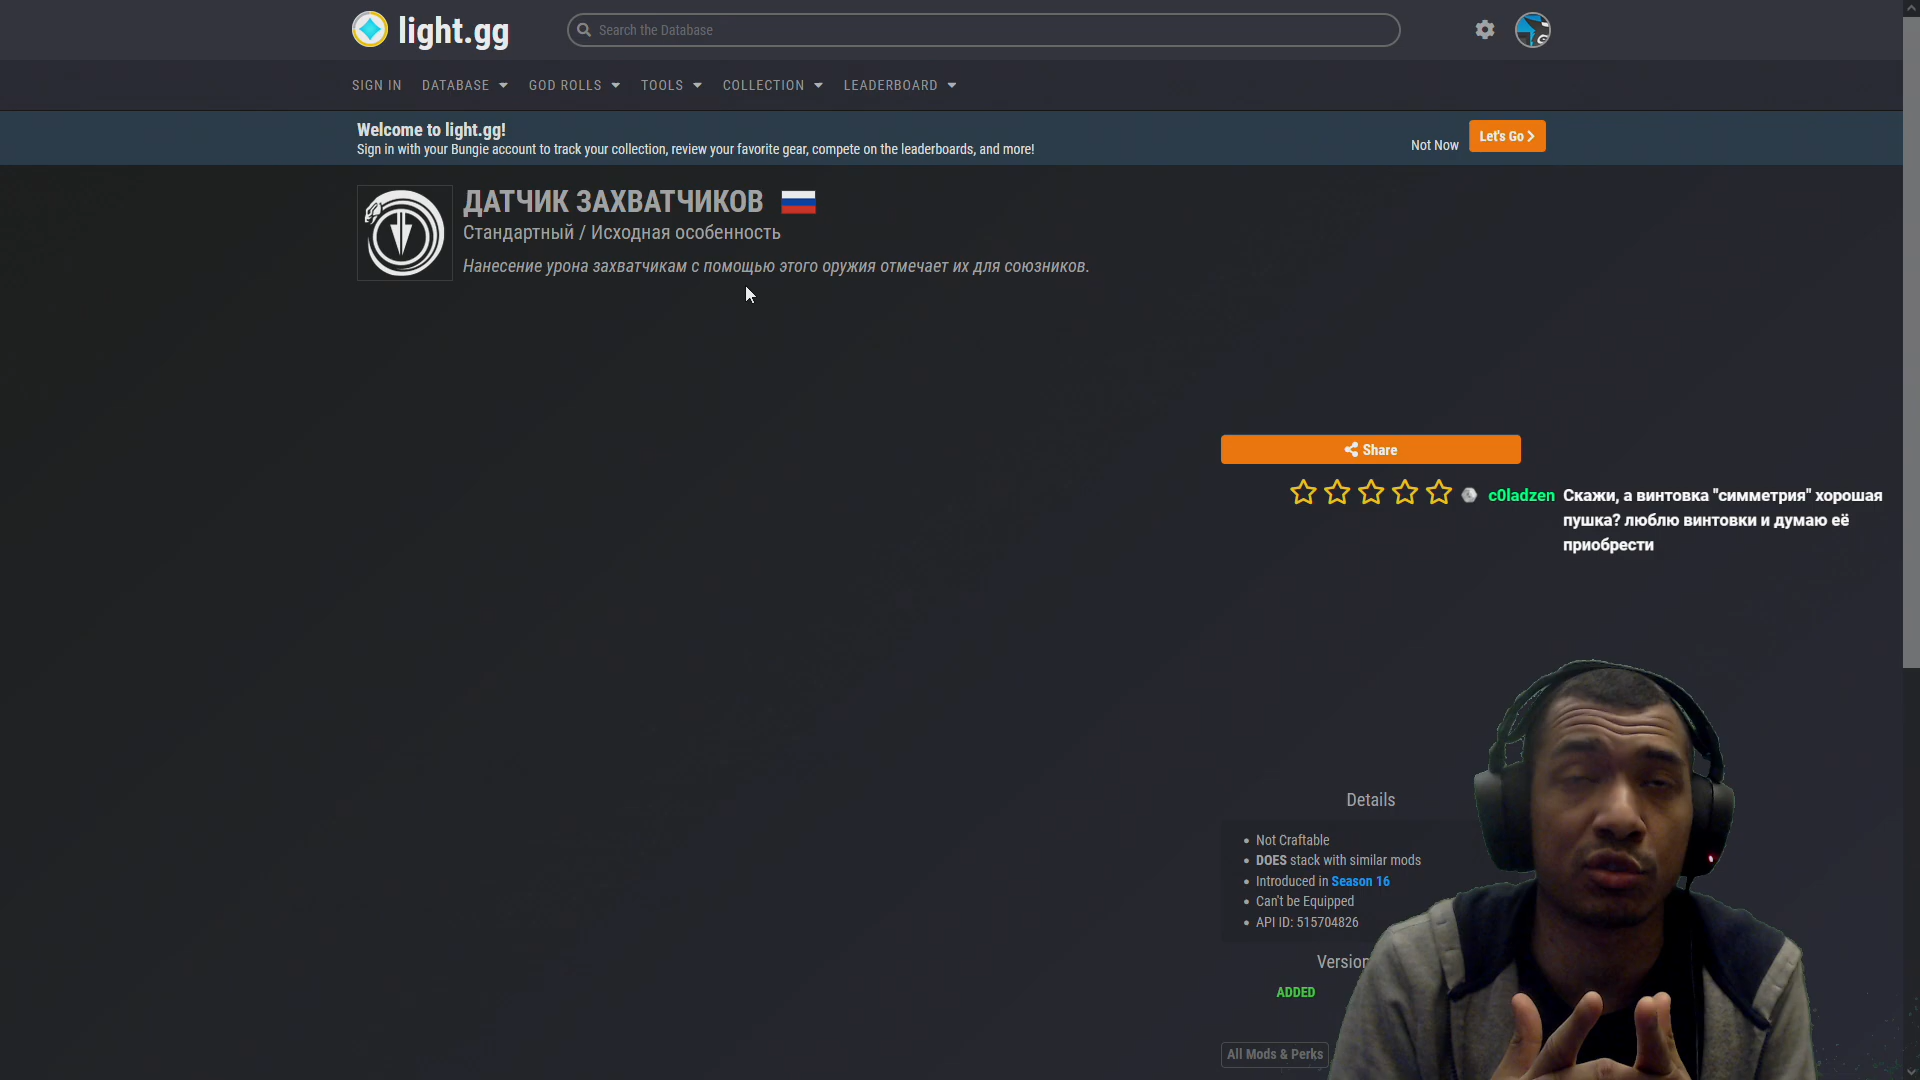 light.gg
Search the Database
SIGN IN DATABASE GOD ROLLS TOOLS COLLECTION LEADERBOARD
Welcome to light.gg!
Sign in with your Bungie account to track your collection, review your favorite gear, compete on the leaderboards, and more!
Not Now
Let's Go
ДАТЧИК ЗАХВАТЧИКОВ
Стандартный / Исходная особенность
Нанесение урона захватчикам с помощью этого оружия отмечает их для союзников.
Share
c0ladzen Скажи, а винтовка "симметрия" хорошая
пушка? люблю винтовки и думаю её
приобрести
Details
Not Craftable
DOES stack with similar mods
Introduced in Season 16
Can't be Equipped
API ID: 515704826
ADDED
All Mods & Perks